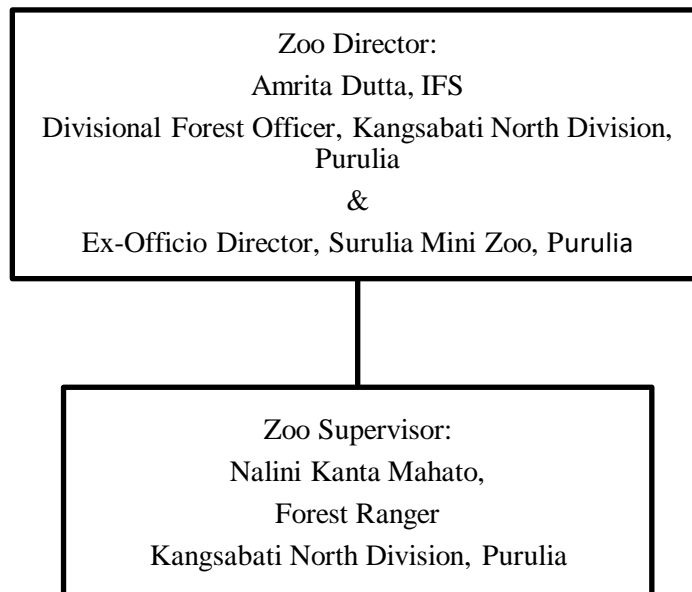 Zoo Director:
Amrita Dutta, IFS
Divisional Forest Officer, Kangsabati North Division,
Purulia
&
Ex-Officio Director, Surulia Mini Zoo, Purulia
Zoo Supervisor:
Nalini Kanta Mahato,
Forest Ranger
Kangsabati North Division, Purulia